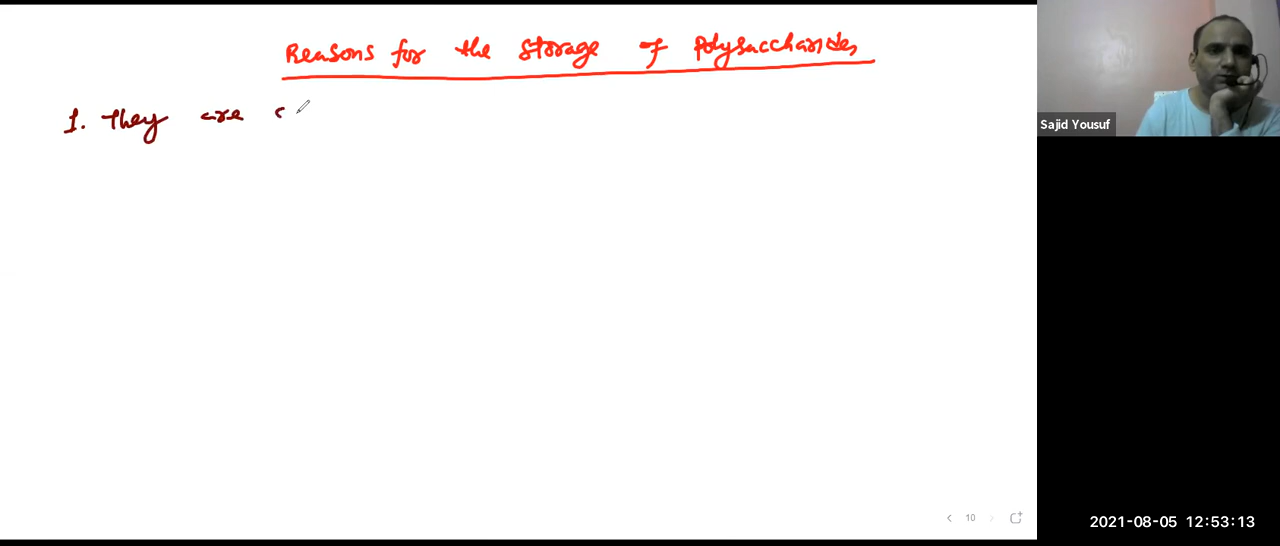 Reasons for the Storage of Polysaccharides
1. They are c
Sajid Yousuf
10
2021-08-05 12:53:13